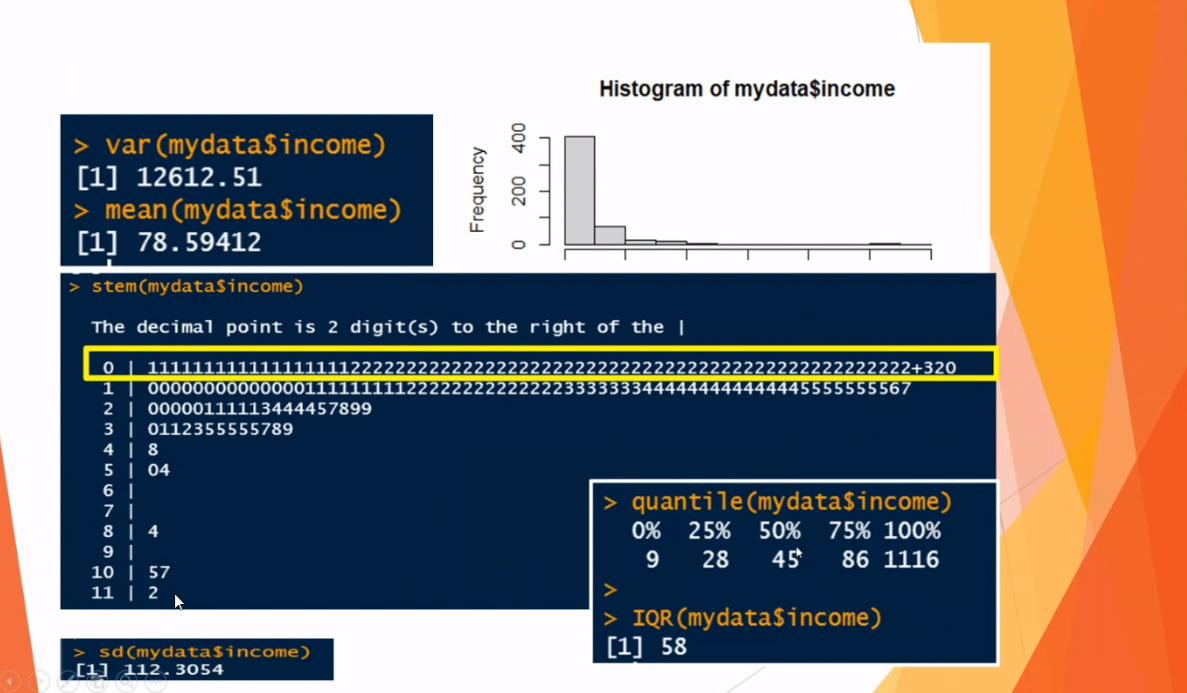 Histogram of mydata$income
Frequency
0 200 400
> var(mydata$income)
[1] 12612.51
> mean(mydata$income)
[1] 78.59412
> stem(mydata$income)
The decimal point is 2 digit(s) to the right of the |
0 | 11111111111111111112222222222222222222222222222222222222222222222222+320
1 | 00000000000000111111111222222222222223333333444444444444445555555567
2 | 00000111113444457899
3 | 0112355555789
4 | 8
5 | 04
6 |
7 |
8 | 4
9 |
10 | 57
11 | 2
> quantile(mydata$income)
0% 25% 50% 75% 100%
9 28 45 86 1116
>
> IQR(mydata$income)
[1] 58
> sd(mydata$income)
[1] 112.3054